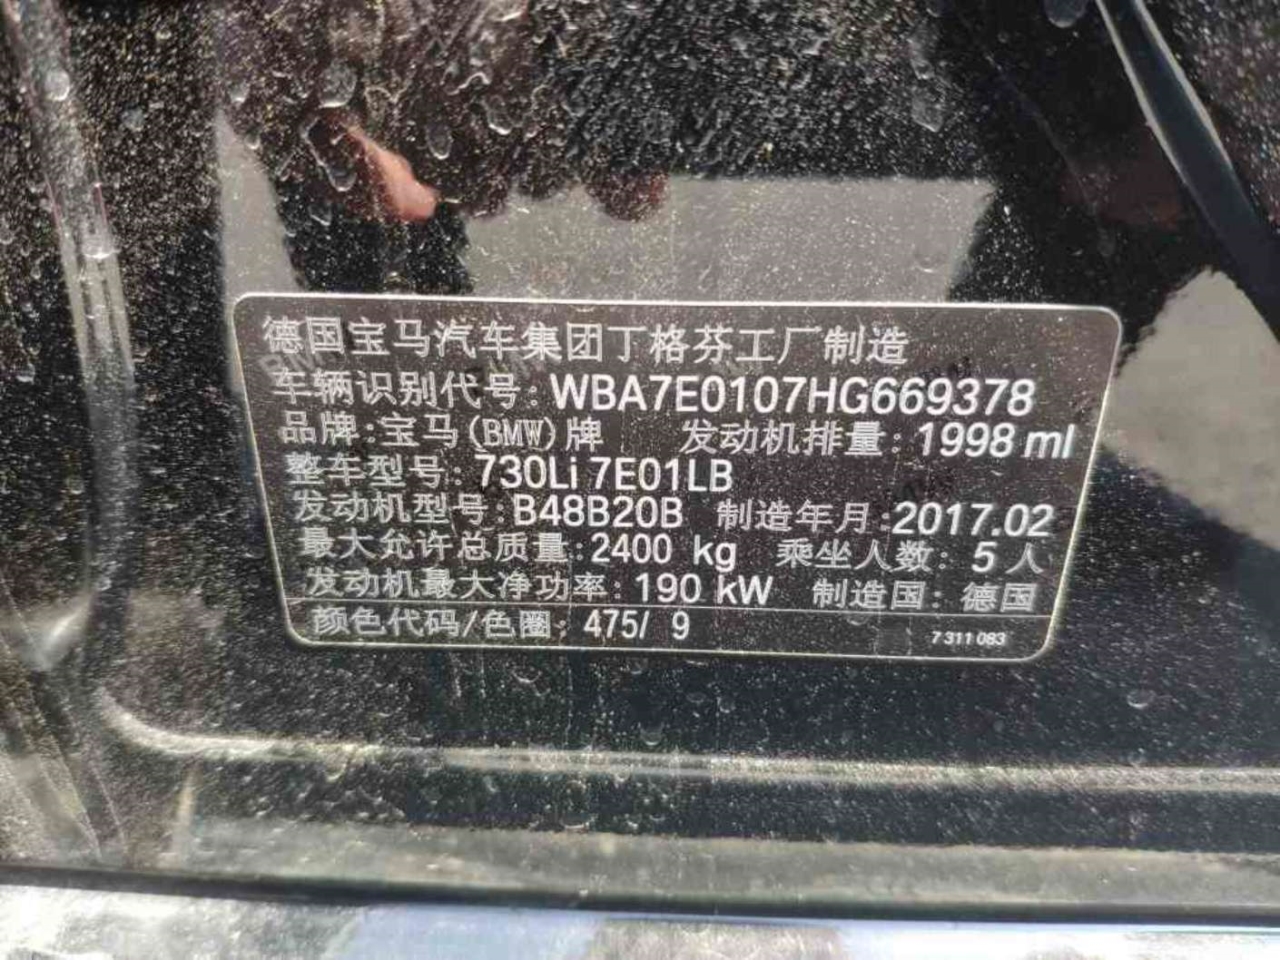 德国宝马汽车集团丁格芬工厂制造
车辆识别代号: WBA7E0107HG669378
品牌:宝马(BMW)牌 发动机排量: 1998 ml
整车型号: 730Li 7E01LB
发动机型号: B48B20B 制造年月:2017.02
最大允许总质量: 2400 kg 乘坐人数: 5 人
发动机最大净功率: 190 kW 制造国: 德国
颜色代码/色圈: 475/ 9 7 311 083